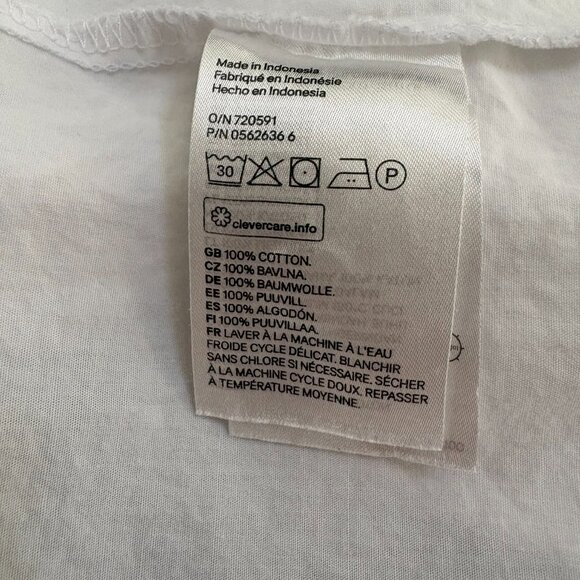 Made in Indonesia
Fabriqué en Indonésie
Hecho en Indonesia
O/N 720591
P/N 0562636 6
30 P
clevercare.info
GB 100% COTTON.
CZ 100% BAVLNA.
DE 100% BAUMWOLLE.
EE 100% PUUVILL.
ES 100% ALGODÓN.
FI 100% PUUVILLAA.
FR LAVER À LA MACHINE À L'EAU
FROIDE CYCLE DÉLICAT. BLANCHIR
SANS CHLORE SI NÉCESSAIRE. SÉCHER
À LA MACHINE CYCLE DOUX. REPASSER
À TEMPÉRATURE MOYENNE.